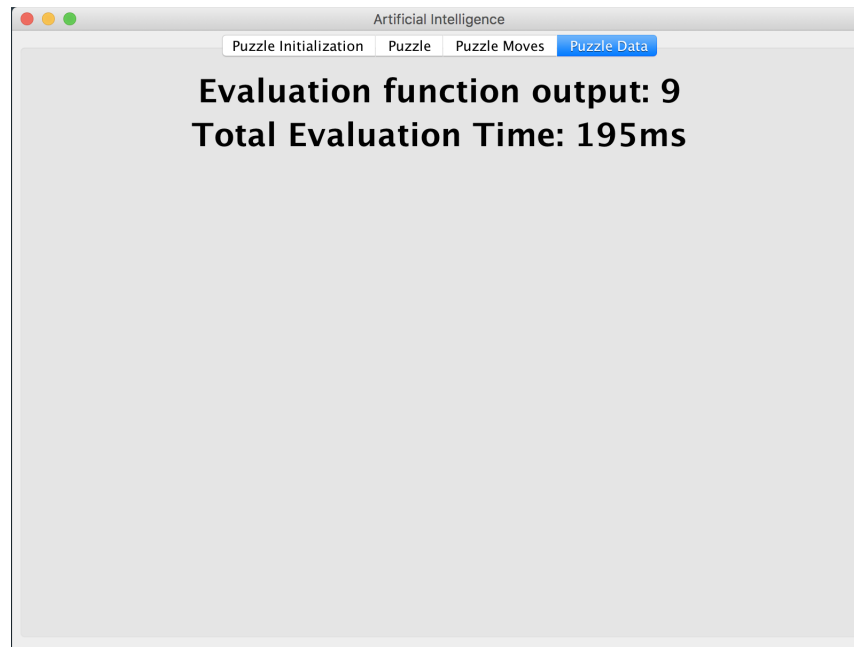 Artificial Intelligence
Puzzle Initialization Puzzle Puzzle Moves Puzzle Data
Evaluation function output: 9
Total Evaluation Time: 195ms